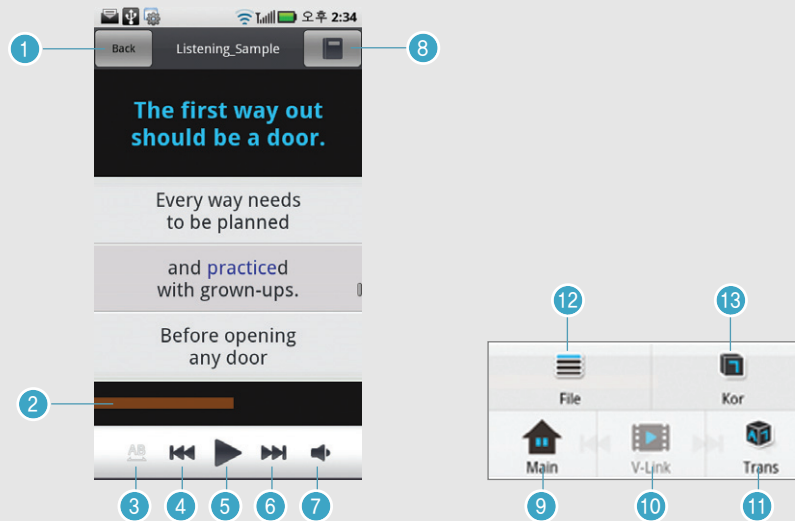 오후 2:34
Back
Listening_Sample
The first way out
should be a door.
Every way needs
to be planned
and practiced
with grown-ups.
Before opening
any door
AB
1
2
3
4
5
6
7
8
12
13
File
Kor
Main
V-Link
Trans
9
10
11